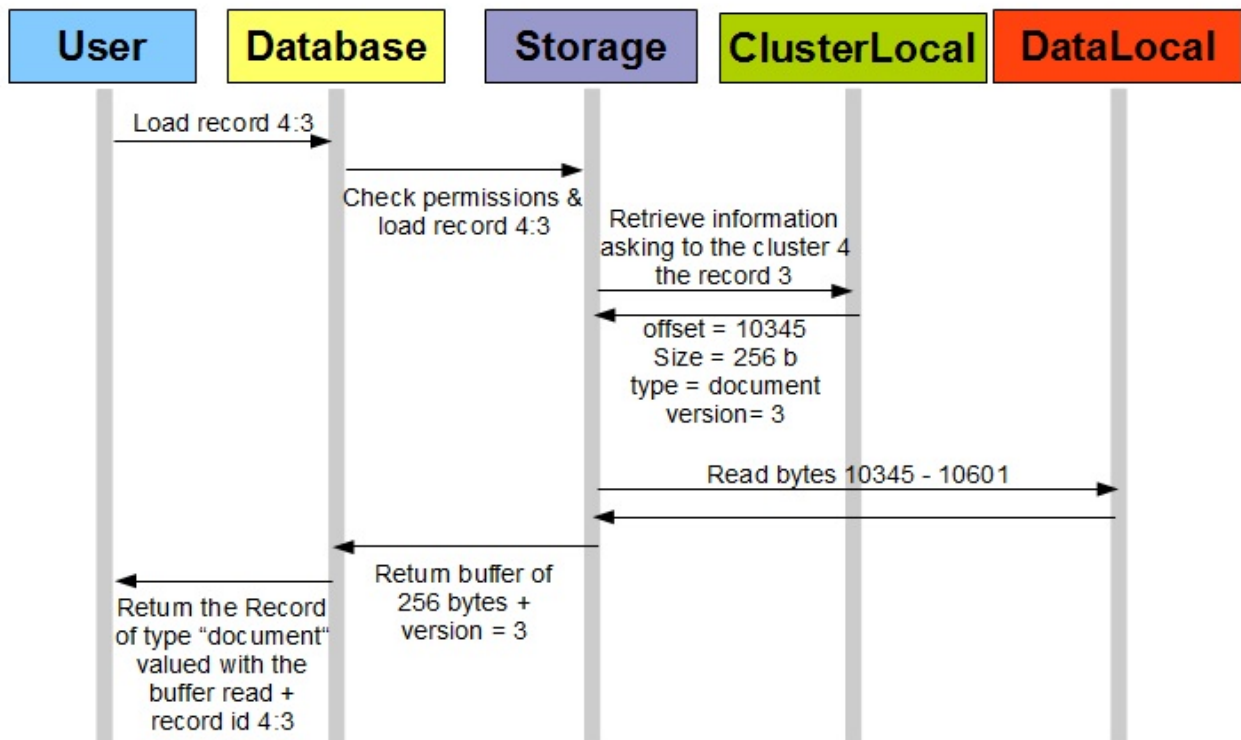 User
Database
Storage
ClusterLocal
DataLocal
Load record 4:3
Check permissions &
load record 4:3
Retrieve information
asking to the cluster 4
the record 3
offset = 10345
Size = 256 b
type = document
version= 3
Read bytes 10345 - 10601
Return buffer of
256 bytes +
version = 3
Return the Record
of type “document“
valued with the
buffer read +
record id 4:3